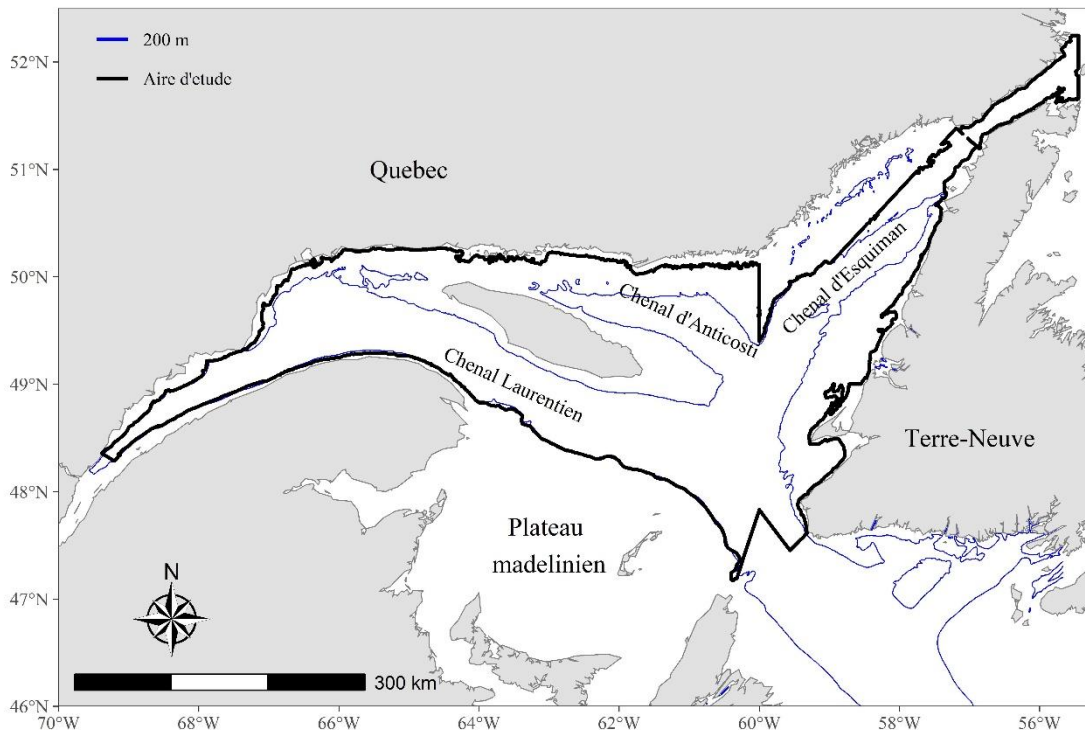 200 m
Aire d'etude
52°N
51°N
50°N
49°N
48°N
47°N
46°N
Quebec
Chenal d'Esquiman
Chenal d'Anticosti
Chenal Laurentien
Terre-Neuve
Plateau
madelinien
N
300 km
70°W
68°W
66°W
64°W
62°W
60°W
58°W
56°W